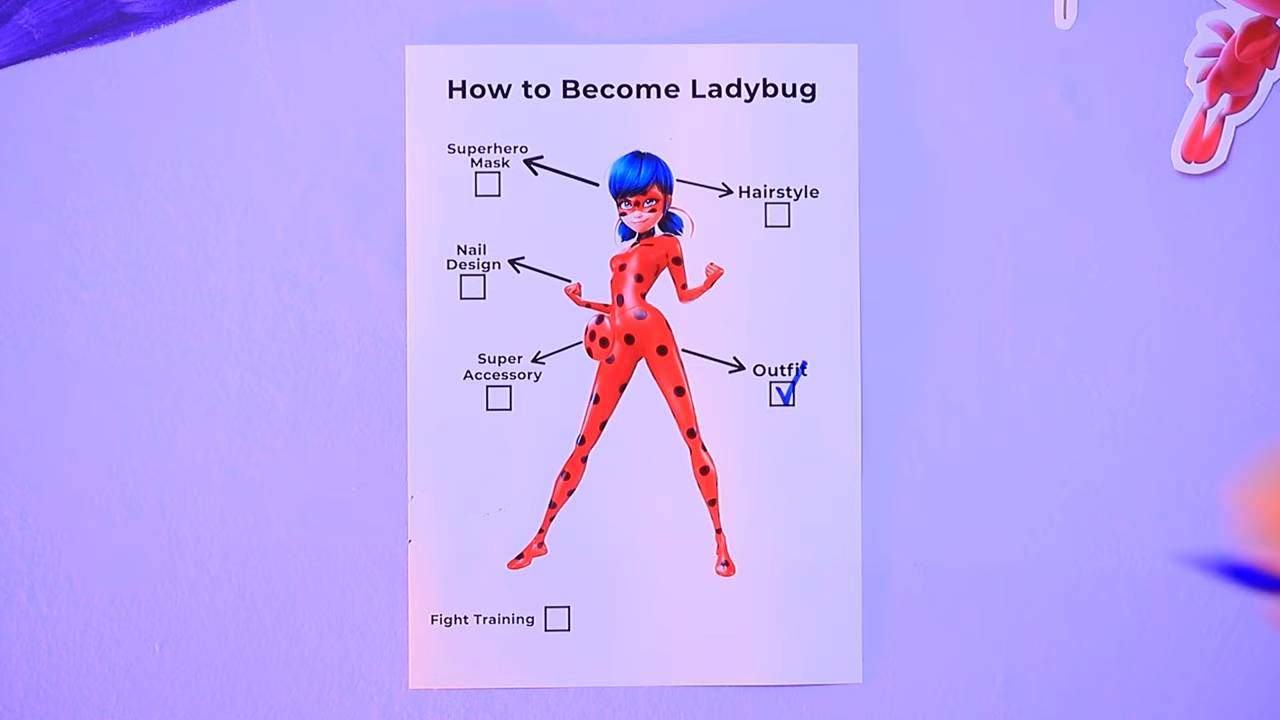 How to Become Ladybug
Superhero
Mask
Hairstyle
Nail
Design
Super
Accessory
Outfit
Fight Training